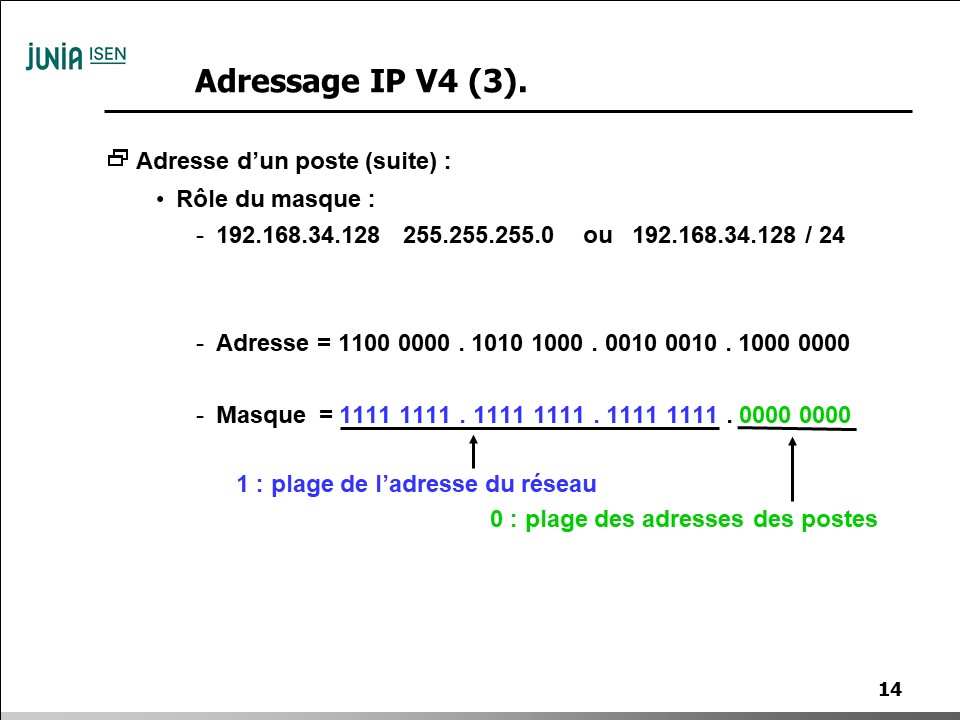 JUNIA ISEN
Adressage IP V4 (3).
Adresse d’un poste (suite) :
• Rôle du masque :
- 192.168.34.128 255.255.255.0 ou 192.168.34.128 / 24
- Adresse = 1100 0000 . 1010 1000 . 0010 0010 . 1000 0000
- Masque = 1111 1111 . 1111 1111 . 1111 1111 . 0000 0000
1 : plage de l’adresse du réseau
0 : plage des adresses des postes
14